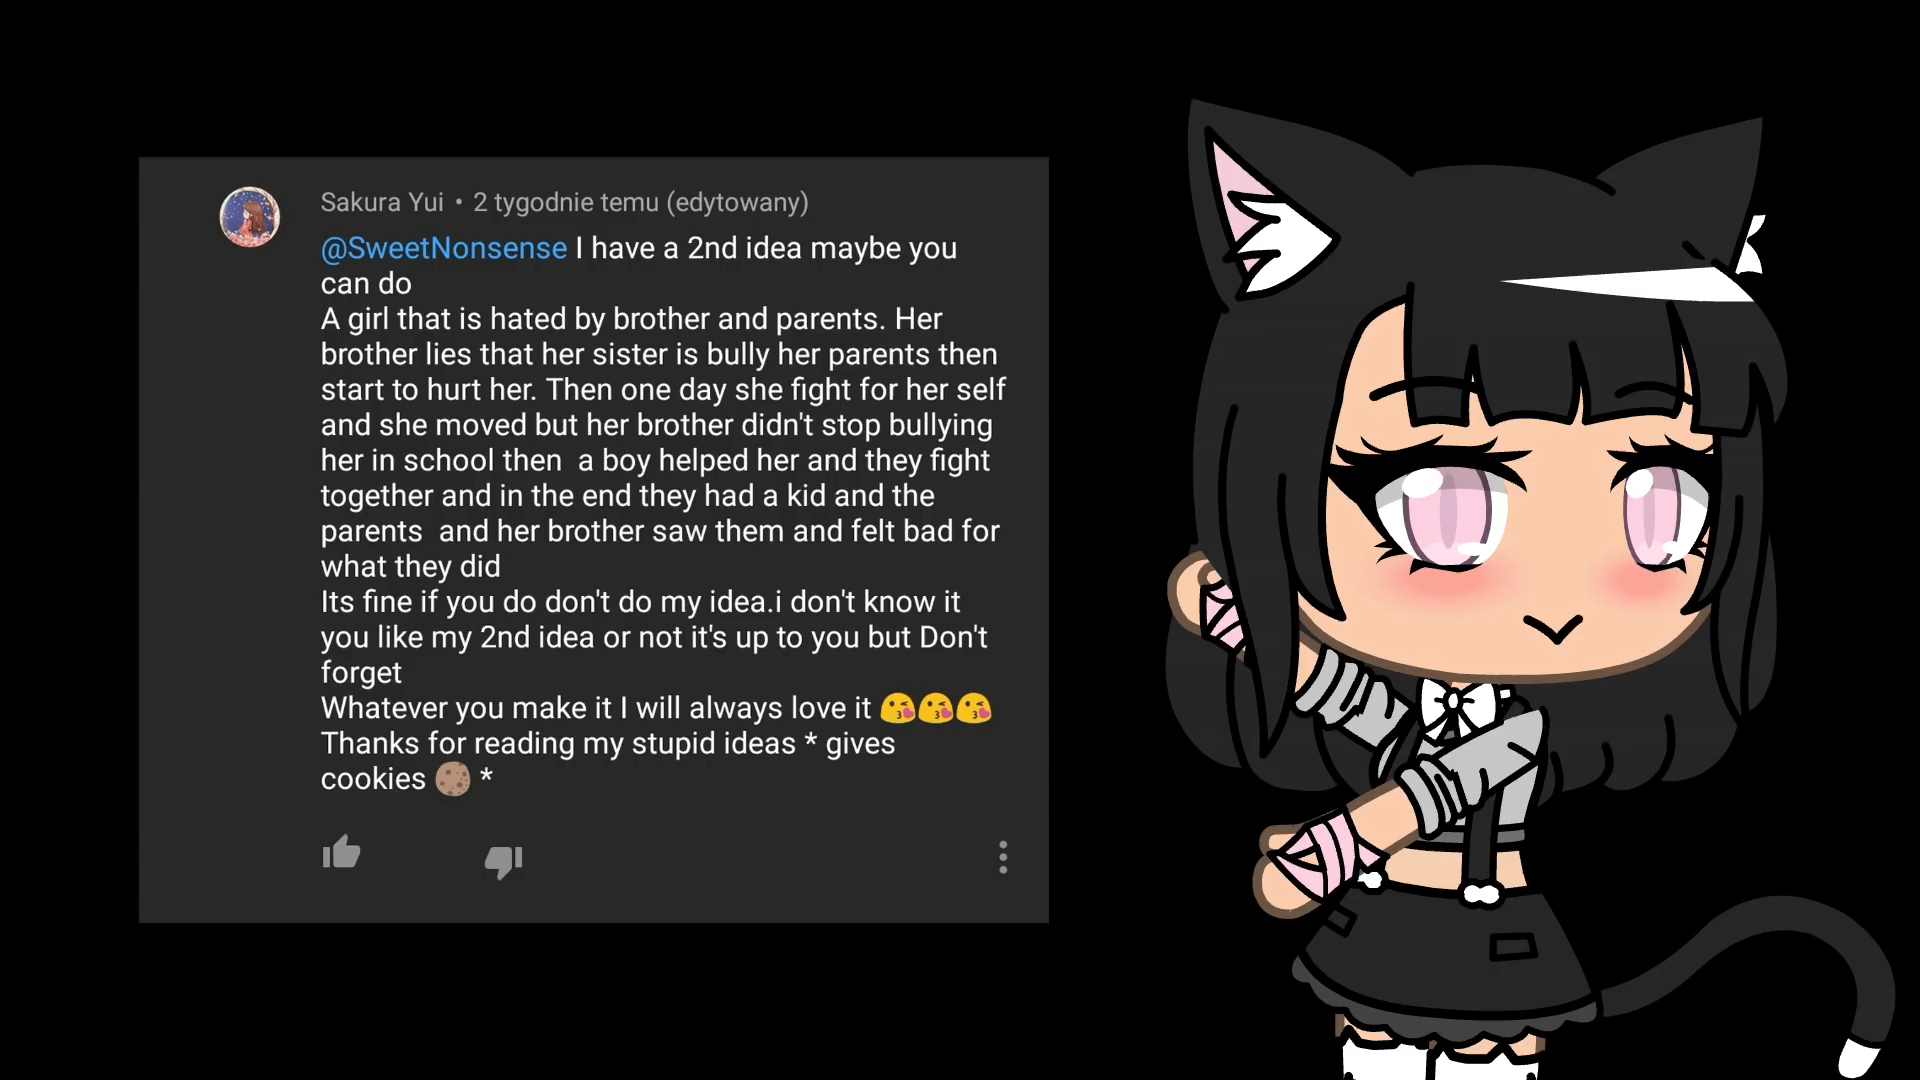 Sakura Yui • 2 tygodnie temu (edytowany)
@SweetNonsense I have a 2nd idea maybe you
can do
A girl that is hated by brother and parents. Her
brother lies that her sister is bully her parents then
start to hurt her. Then one day she fight for her self
and she moved but her brother didn't stop bullying
her in school then  a boy helped her and they fight
together and in the end they had a kid and the
parents  and her brother saw them and felt bad for
what they did
Its fine if you do don't do my idea.i don't know it
you like my 2nd idea or not it's up to you but Don't
forget
Whatever you make it I will always love it 😘😘😘
Thanks for reading my stupid ideas * gives
cookies 🍪 *